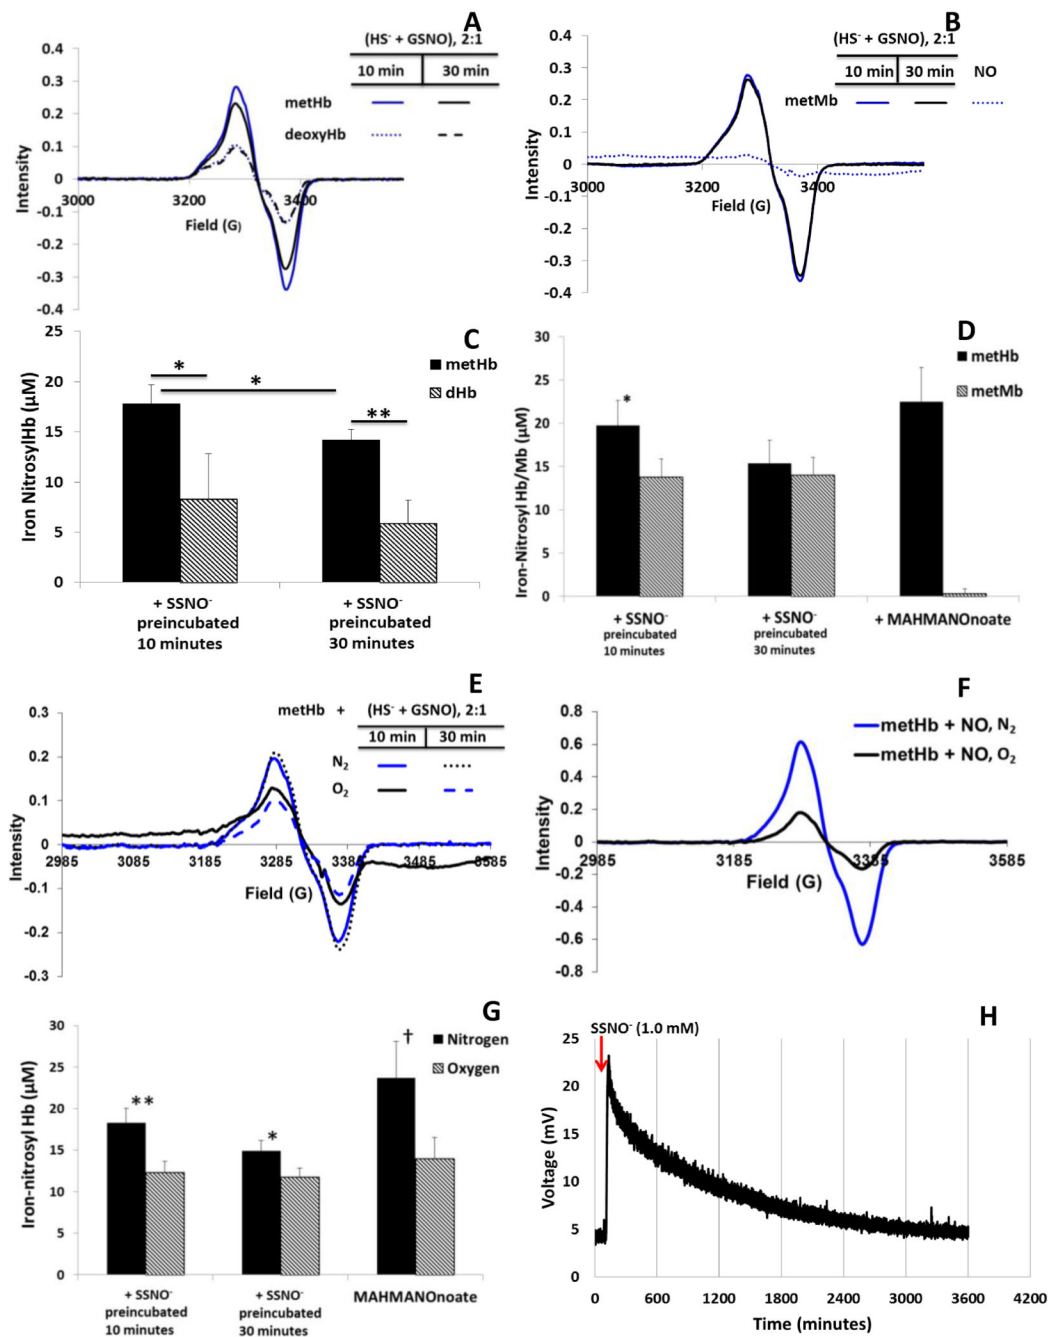 A
(HS- + GSNO), 2:1
10 min 30 min
metHb
deoxyHb
Intensity
0.4
0.3
0.2
0.1
0
-0.1
-0.2
-0.3
-0.4
3000 3200 3400
Field (G)
B
(HS- + GSNO), 2:1
10 min 30 min NO
metMb
Intensity
0.4
0.3
0.2
0.1
0
-0.1
-0.2
-0.3
-0.4
3000 3200 3400
Field (G)
C
metHb
dHb
Iron NitrosylHb (µM)
25
20
15
10
5
0
*
*
**
+ SSNO-
preincubated
10 minutes
+ SSNO-
preincubated
30 minutes
D
metHb
metMb
Iron-Nitrosyl Hb/Mb (µM)
30
25
20
15
10
5
0
*
+ SSNO-
preincubated
10 minutes
+ SSNO-
preincubated
30 minutes
+ MAHMANOnoate
E
metHb + (HS- + GSNO), 2:1
10 min 30 min
N2
O2
Intensity
0.3
0.2
0.1
0
-0.1
-0.2
-0.3
2985 3085 3185 3285 3385 3485 3585
Field (G)
F
metHb + NO, N2
metHb + NO, O2
Intensity
0.8
0.6
0.4
0.2
0
-0.2
-0.4
-0.6
-0.8
2985 3185 3385 3585
Field (G)
G
Nitrogen
Oxygen
Iron-nitrosyl Hb (µM)
30
25
20
15
10
5
0
**
*
†
+ SSNO-
preincubated
10 minutes
+ SSNO-
preincubated
30 minutes
MAHMANOnoate
H
SSNO- (1.0 mM)
Voltage (mV)
25
20
15
10
5
0
0 600 1200 1800 2400 3000 3600 4200
Time (minutes)